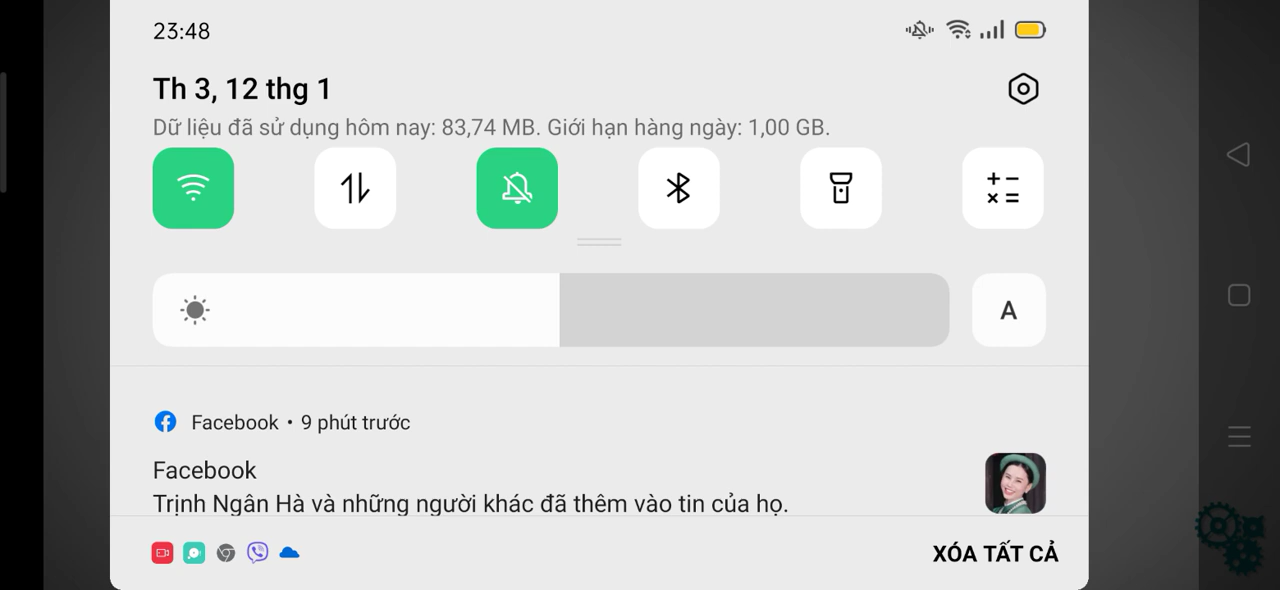 23:48
Th 3, 12 thg 1
Dữ liệu đã sử dụng hôm nay: 83,74 MB. Giới hạn hàng ngày: 1,00 GB.
A
Facebook • 9 phút trước
Facebook
Trịnh Ngân Hà và những người khác đã thêm vào tin của họ.
XÓA TẤT CẢ